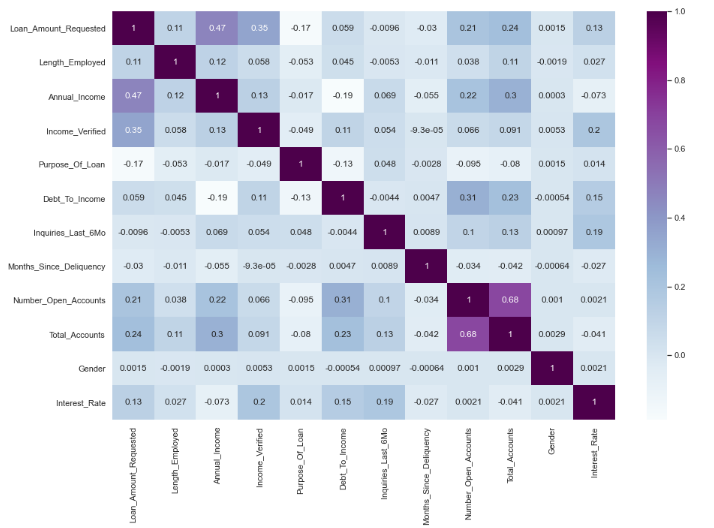 Loan_Amount_Requested 1 0.11 0.47 0.35 -0.17 0.059 -0.0096 -0.03 0.21 0.24 0.0015 0.13
Length_Employed 0.11 1 0.12 0.058 -0.053 0.045 -0.0053 -0.011 0.038 0.11 -0.0019 0.027
Annual_Income 0.47 0.12 1 0.13 -0.017 -0.19 0.069 -0.055 0.22 0.3 0.0003 -0.073
Income_Verified 0.35 0.058 0.13 1 -0.049 0.11 0.054 -9.3e-05 0.066 0.091 0.0053 0.2
Purpose_Of_Loan -0.17 -0.053 -0.017 -0.049 1 -0.13 0.048 -0.0028 -0.095 -0.08 0.0015 0.014
Debt_To_Income 0.059 0.045 -0.19 0.11 -0.13 1 -0.0044 0.0047 0.31 0.23 -0.00054 0.15
Inquiries_Last_6Mo -0.0096 -0.0053 0.069 0.054 0.048 -0.0044 1 0.0089 0.1 0.13 0.00097 0.19
Months_Since_Deliquency -0.03 -0.011 -0.055 -9.3e-05 -0.0028 0.0047 0.0089 1 -0.034 -0.042 -0.00064 -0.027
Number_Open_Accounts 0.21 0.038 0.22 0.066 -0.095 0.31 0.1 -0.034 1 0.68 0.001 0.0021
Total_Accounts 0.24 0.11 0.3 0.091 -0.08 0.23 0.13 -0.042 0.68 1 0.0029 -0.041
Gender 0.0015 -0.0019 0.0003 0.0053 0.0015 -0.00054 0.00097 -0.00064 0.001 0.0029 1 0.0021
Interest_Rate 0.13 0.027 -0.073 0.2 0.014 0.15 0.19 -0.027 0.0021 -0.041 0.0021 1
Loan_Amount_Requested
Length_Employed
Annual_Income
Income_Verified
Purpose_Of_Loan
Debt_To_Income
Inquiries_Last_6Mo
Months_Since_Deliquency
Number_Open_Accounts
Total_Accounts
Gender
Interest_Rate
1.0
0.8
0.6
0.4
0.2
0.0